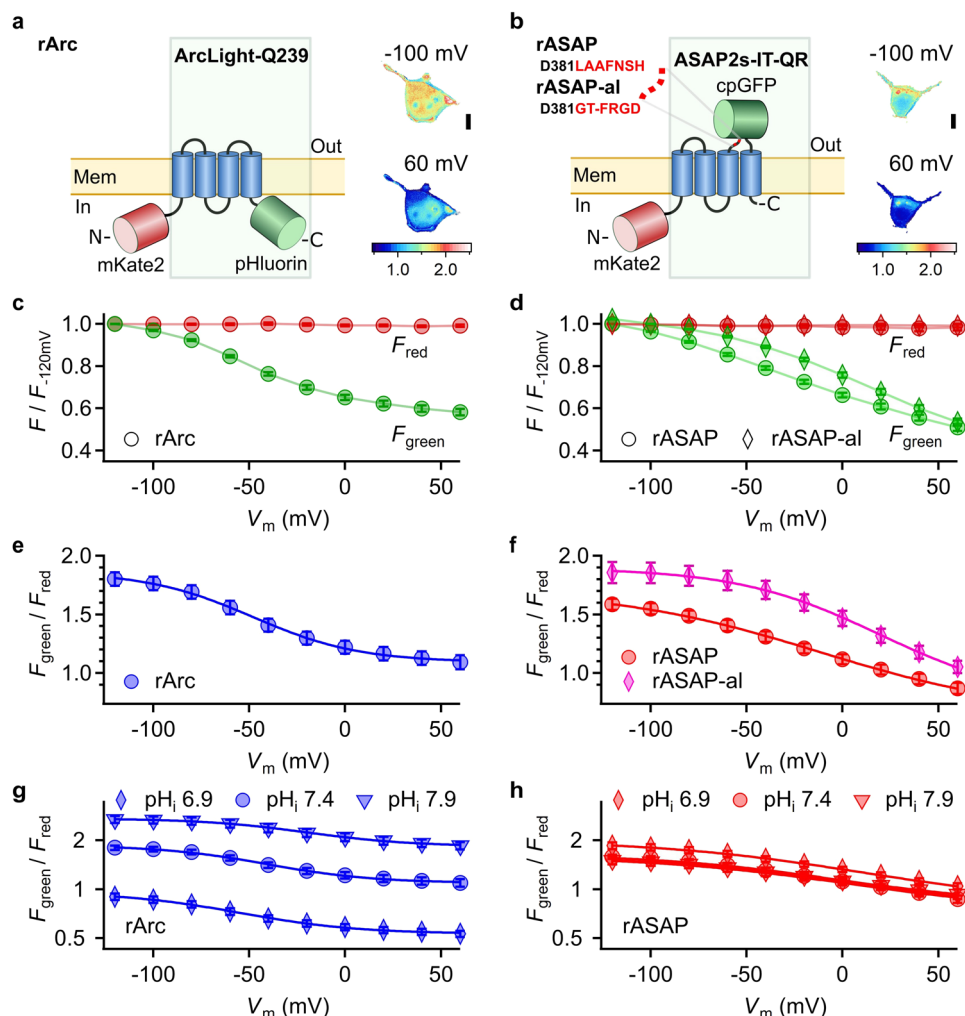 a
rArc
ArcLight-Q239
-100 mV
Out
Mem
In
60 mV
N-
-C
mKate2
pHluorin
1.0 2.0
b
rASAP
D381LAAFNSH
rASAP-al
D381GT-FRGD
ASAP2s-IT-QR
cpGFP
-100 mV
Out
Mem
In
60 mV
-C
N-
mKate2
1.0 2.0
c
F / F-120mV
1.0
0.8
0.6
0.4
Fred
Fgreen
rArc
-100 -50 0 50
Vm (mV)
d
F / F-120mV
1.0
0.8
0.6
0.4
Fred
Fgreen
rASAP rASAP-al
-100 -50 0 50
Vm (mV)
e
Fgreen / Fred
2.0
1.5
1.0
rArc
-100 -50 0 50
Vm (mV)
f
Fgreen / Fred
2.0
1.5
1.0
rASAP
rASAP-al
-100 -50 0 50
Vm (mV)
g
pHi 6.9 pHi 7.4 pHi 7.9
Fgreen / Fred
2
1
0.5
rArc
-100 -50 0 50
Vm (mV)
h
pHi 6.9 pHi 7.4 pHi 7.9
Fgreen / Fred
2
1
0.5
rASAP
-100 -50 0 50
Vm (mV)